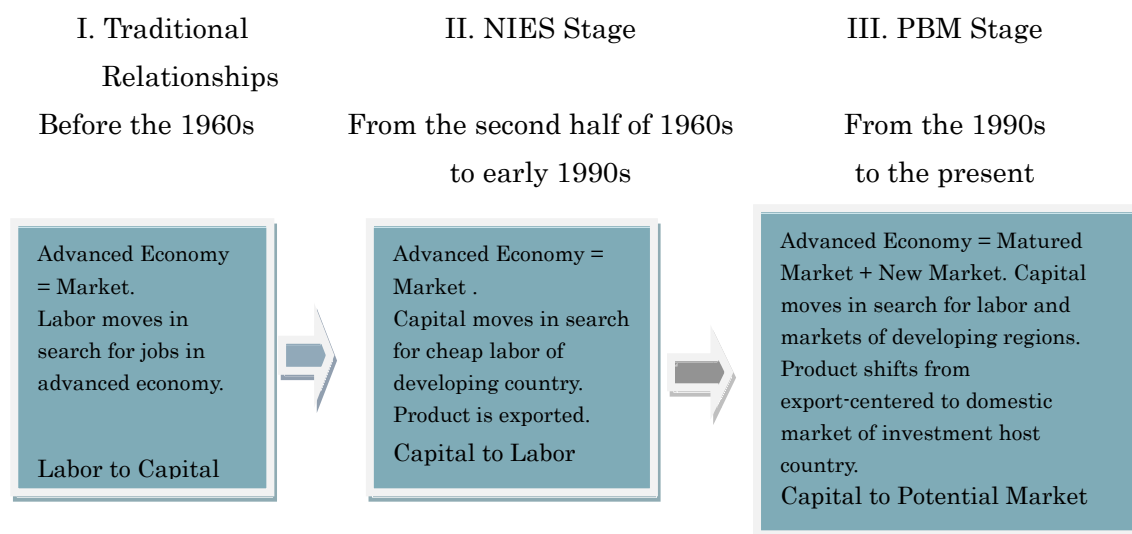 I. Traditional
Relationships
Before the 1960s
II. NIES Stage
From the second half of 1960s
to early 1990s
III. PBM Stage
From the 1990s
to the present
Advanced Economy
= Market.
Labor moves in
search for jobs in
advanced economy.
Labor to Capital
Advanced Economy =
Market .
Capital moves in search
for cheap labor of
developing country.
Product is exported.
Capital to Labor
Advanced Economy = Matured
Market + New Market. Capital
moves in search for labor and
markets of developing regions.
Product shifts from
export-centered to domestic
market of investment host
country.
Capital to Potential Market